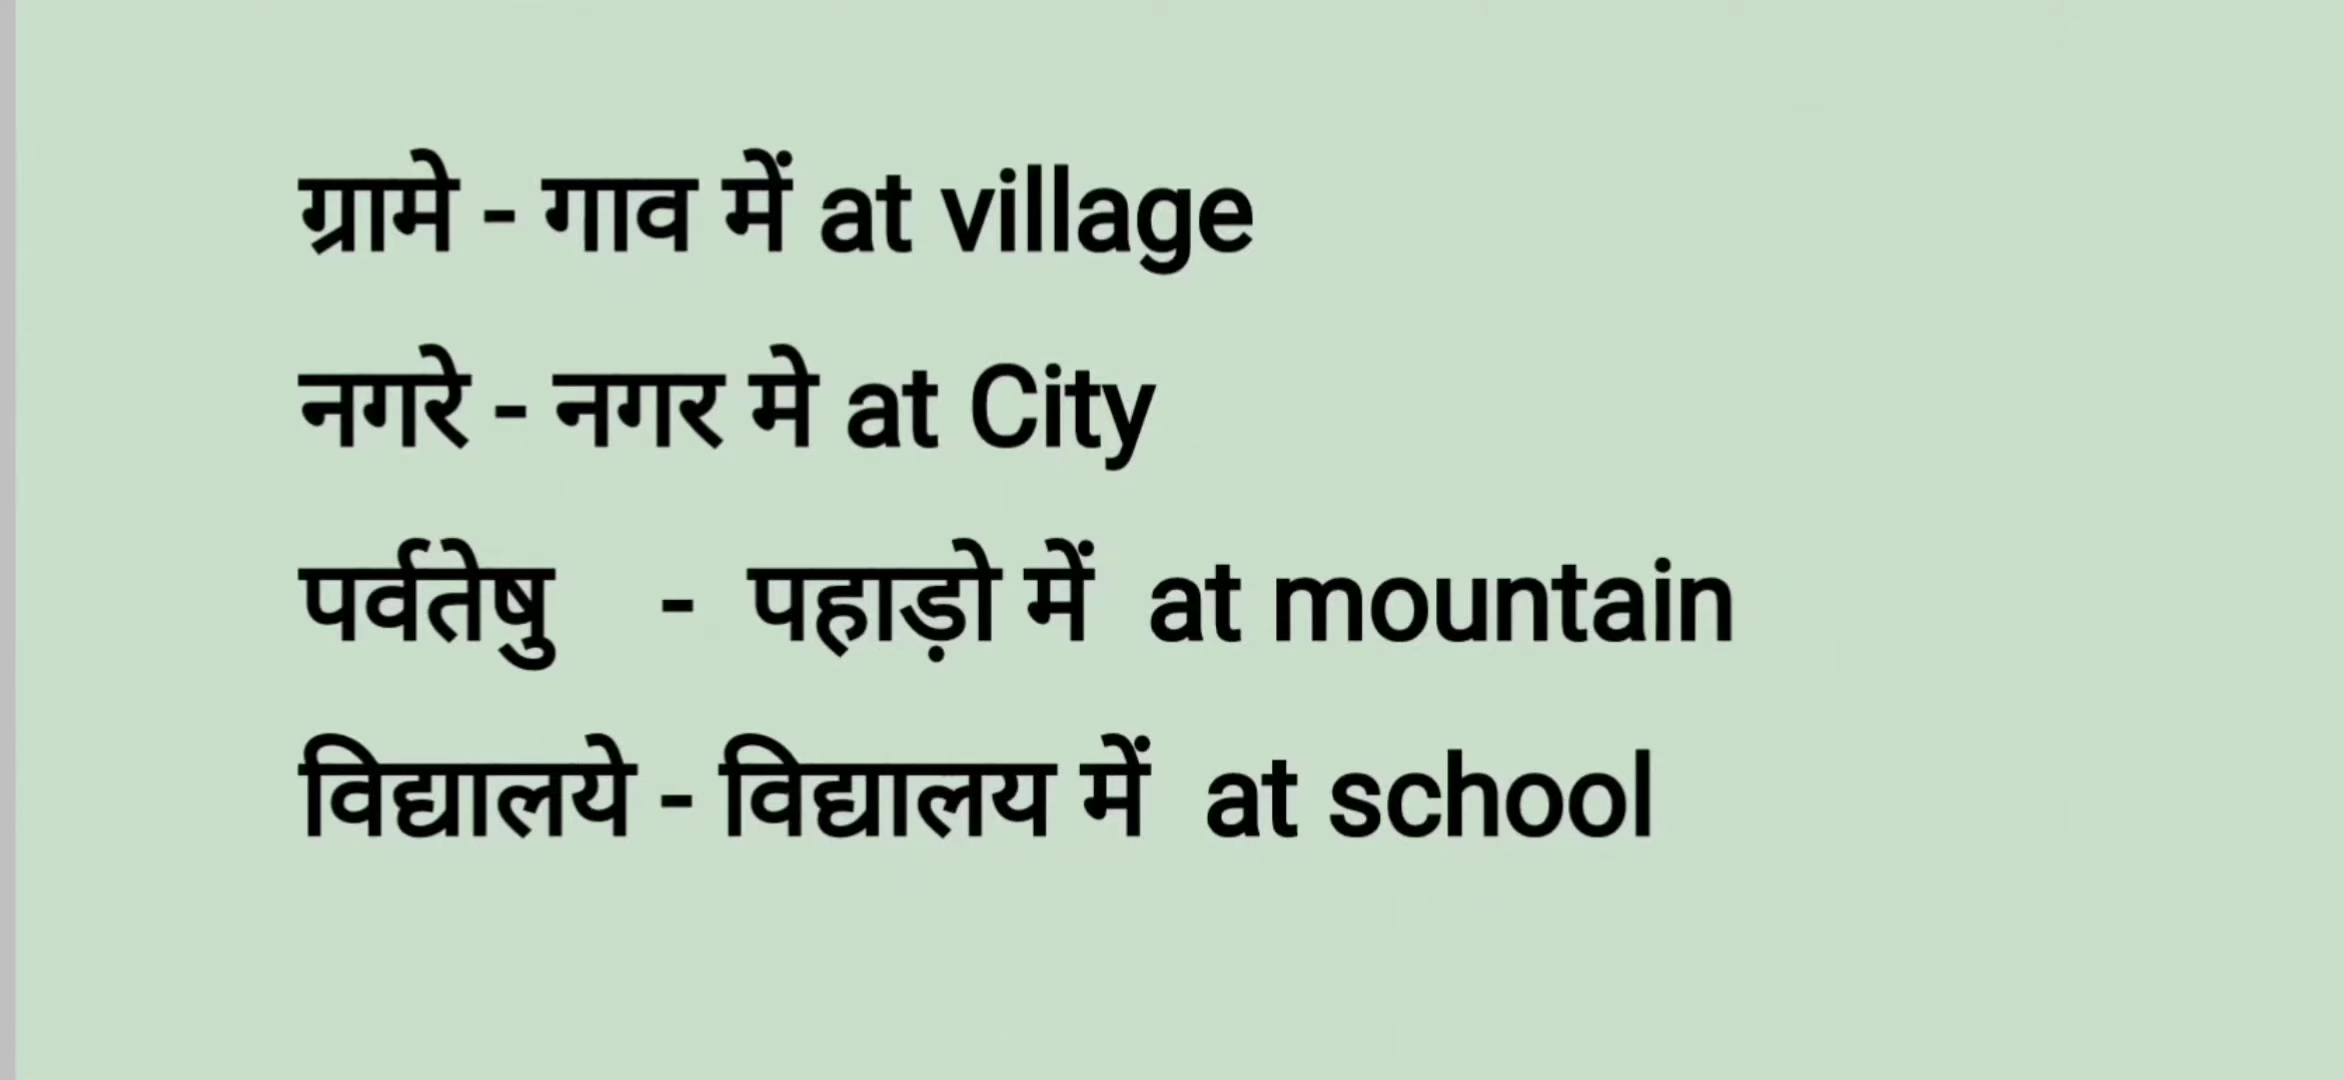 ग्रामे - गाव में at village
नगरे - नगर मे at City
पर्वतेषु - पहाड़ो में at mountain
विद्यालये - विद्यालय में at school